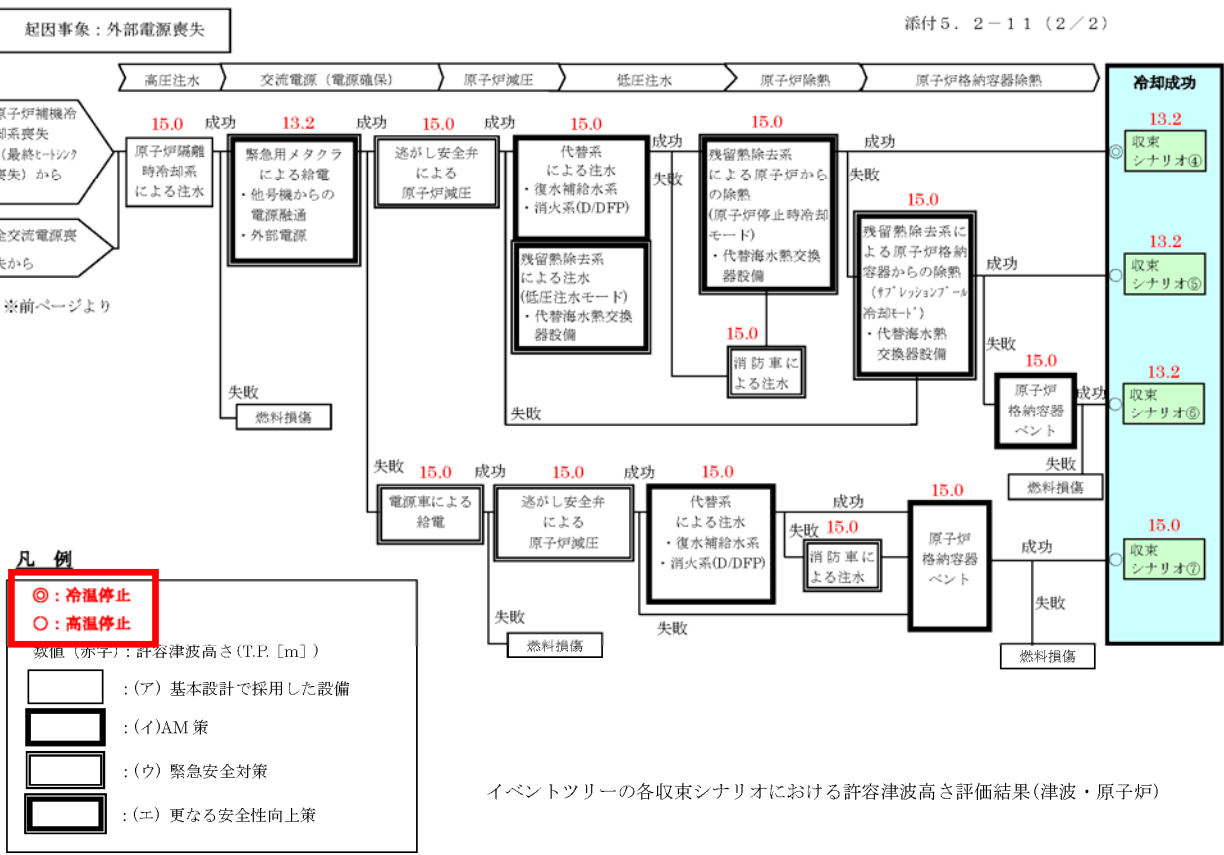 起因事象：外部電源喪失
添付５．２－１１（２／２）
高圧注水
交流電源（電源確保）
原子炉減圧
低圧注水
原子炉除熱
原子炉格納容器除熱
冷却成功
原子炉補機冷
却系喪失
（最終ﾋｰﾄｼﾝｸ
喪失）から
全交流電源喪
失から
※前ページより
15.0
成功
原子炉隔離
時冷却系
による注水
13.2
成功
緊急用メタクラ
による給電
・他号機からの
電源融通
・外部電源
失敗
燃料損傷
15.0
成功
逃がし安全弁
による
原子炉減圧
15.0
代替系
による注水
・復水補給水系
・消火系(D/DFP)
残留熱除去系
による注水
(低圧注水モード)
・代替海水熱交換
器設備
成功
失敗
失敗
15.0
残留熱除去系
による原子炉から
の除熱
(原子炉停止時冷却
モード)
・代替海水熱交換
器設備
15.0
消防車に
よる注水
成功
失敗
15.0
残留熱除去系に
よる原子炉格納
容器からの除熱
（ｻﾌﾟﾚｯｼｮﾝﾌﾟｰﾙ
冷却ﾓｰﾄﾞ）
・代替海水熱
交換器設備
成功
失敗
15.0
原子炉
格納容器
ベント
成功
失敗
燃料損傷
◎
13.2
収束
シナリオ④
○
13.2
収束
シナリオ⑤
○
13.2
収束
シナリオ⑥
失敗
15.0
成功
電源車による
給電
失敗
燃料損傷
15.0
成功
逃がし安全弁
による
原子炉減圧
失敗
15.0
代替系
による注水
・復水補給水系
・消火系(D/DFP)
成功
失敗
15.0
消防車に
よる注水
15.0
原子炉
格納容器
ベント
成功
失敗
燃料損傷
○
15.0
収束
シナリオ⑦
凡　例
◎：冷温停止
○：高温停止
数値（赤字）：許容津波高さ(T.P.［m］)
：(ア) 基本設計で採用した設備
：(イ)AM 策
：(ウ) 緊急安全対策
：(エ) 更なる安全性向上策
イベントツリーの各収束シナリオにおける許容津波高さ評価結果(津波・原子炉)